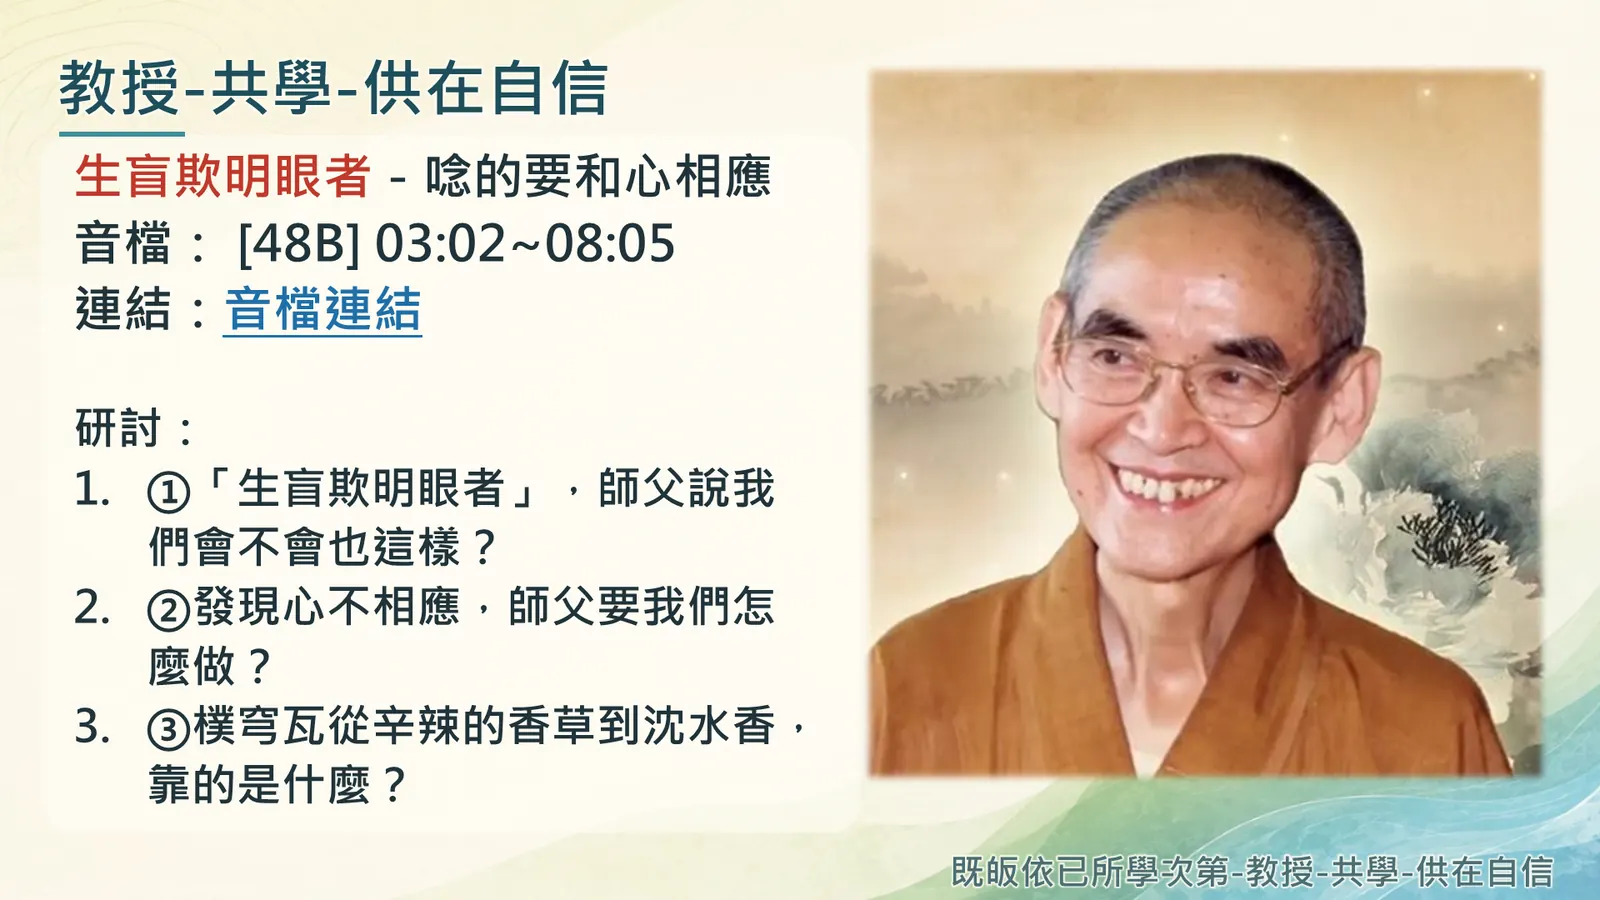 教授-共學-供在自信
生盲欺明眼者 - 唸的要和心相應
音檔： [48B] 03:02~08:05
連結：音檔連結
研討：
1. ①「生盲欺明眼者」，師父說我
們會不會也這樣？
2. ②發現心不相應，師父要我們怎
麼做？
3. ③樸穹瓦從辛辣的香草到沈水香，
靠的是什麼？
既皈依已所學次第-教授-共學-供在自信